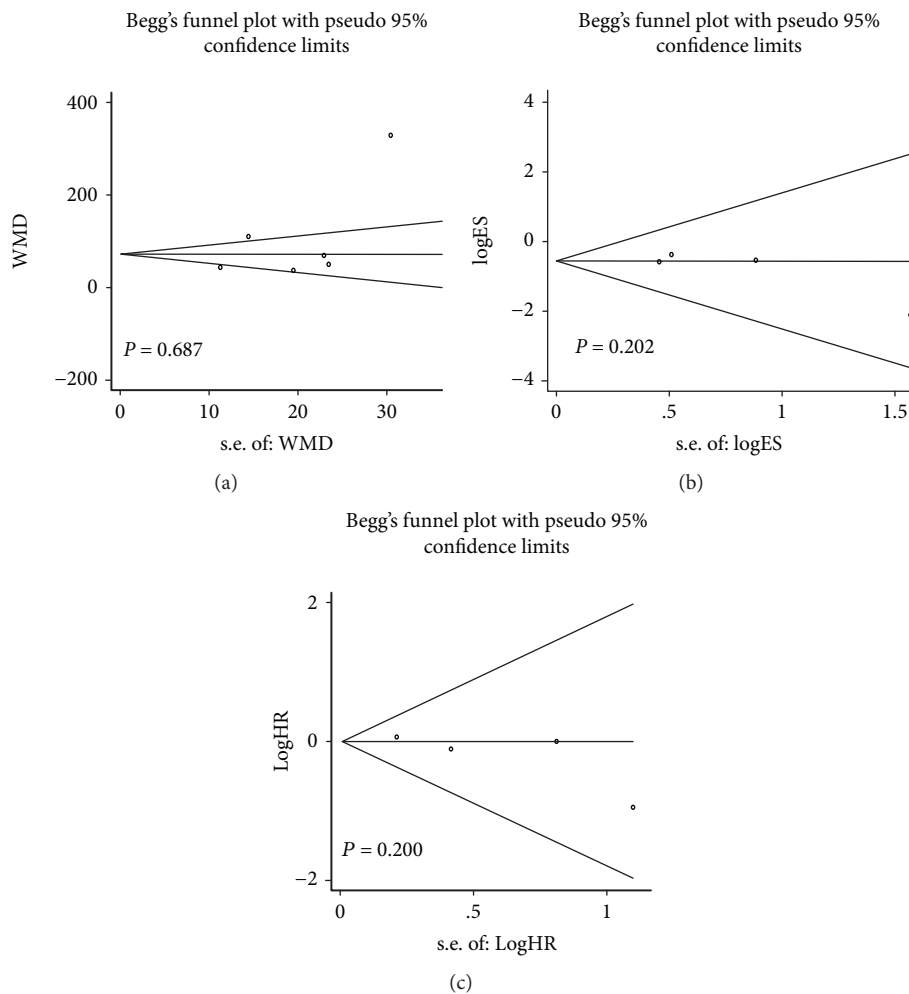 Begg's funnel plot with pseudo 95%
confidence limits
400
200
0
−200
WMD
P = 0.687
0 10 20 30
s.e. of: WMD
(a)
Begg's funnel plot with pseudo 95%
confidence limits
4
2
0
−2
−4
logES
P = 0.202
0 .5 1 1.5
s.e. of: logES
(b)
Begg's funnel plot with pseudo 95%
confidence limits
2
0
−2
LogHR
P = 0.200
0 .5 1
s.e. of: LogHR
(c)